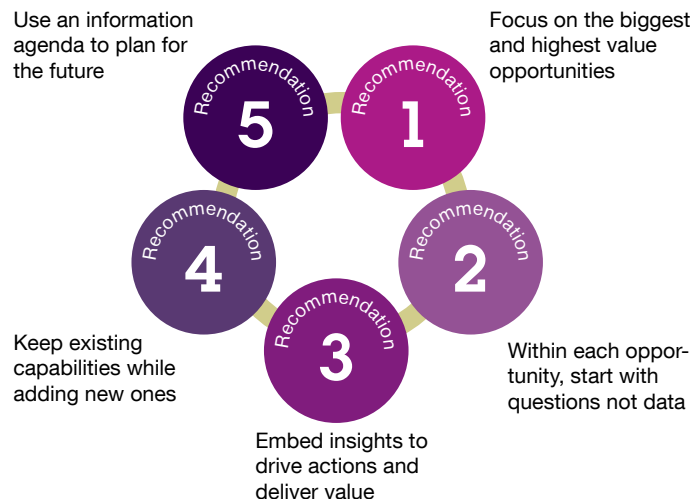 Use an information
agenda to plan for
the future
Recommendation
5
Focus on the biggest
and highest value
opportunities
Recommendation
1
Recommendation
4
Keep existing
capabilities while
adding new ones
Recommendation
2
Within each oppor-
tunity, start with
questions not data
Recommendation
3
Embed insights to
drive actions and
deliver value